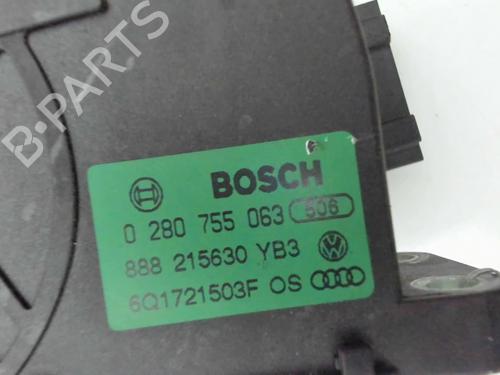 B-PARTS
BOSCH
0 280 755 063 506
888 215630 YB3
6Q1721503F OS